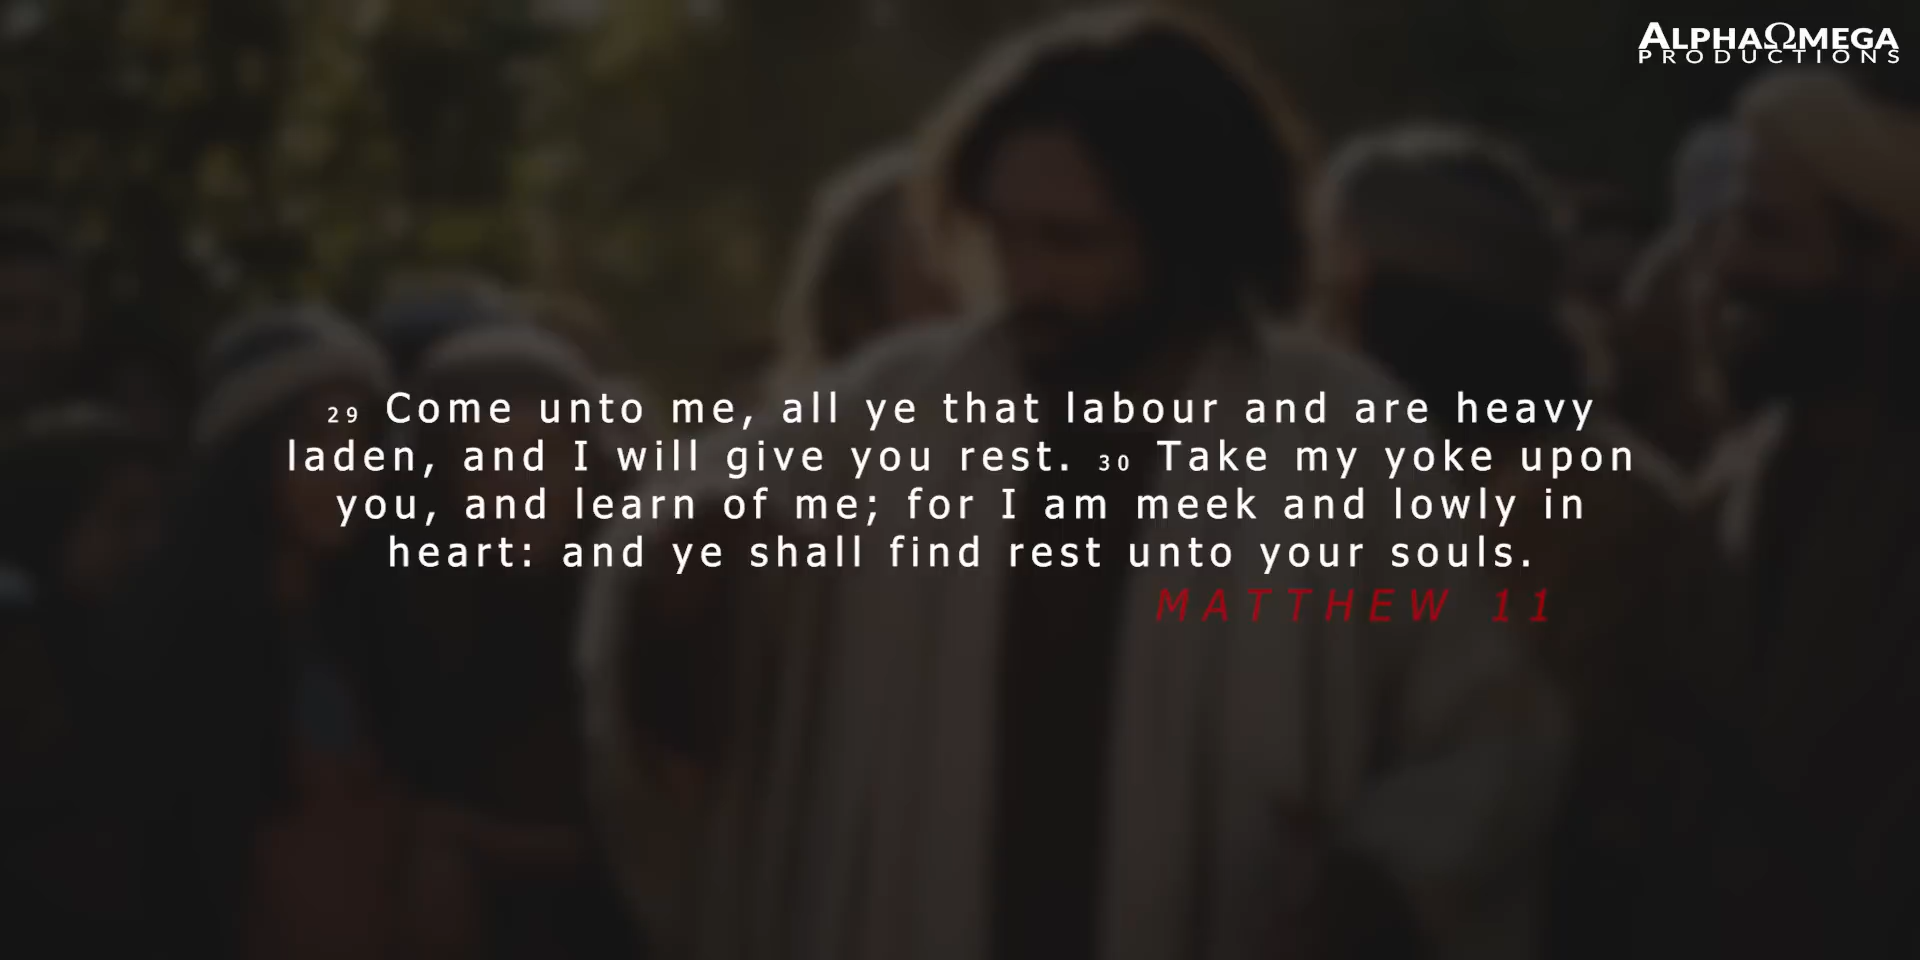 ALPHAΩMEGA
PRODUCTIONS
29 Come unto me, all ye that labour and are heavy
laden, and I will give you rest. 30 Take my yoke upon
you, and learn of me; for I am meek and lowly in
heart: and ye shall find rest unto your souls.
MATTHEW 11